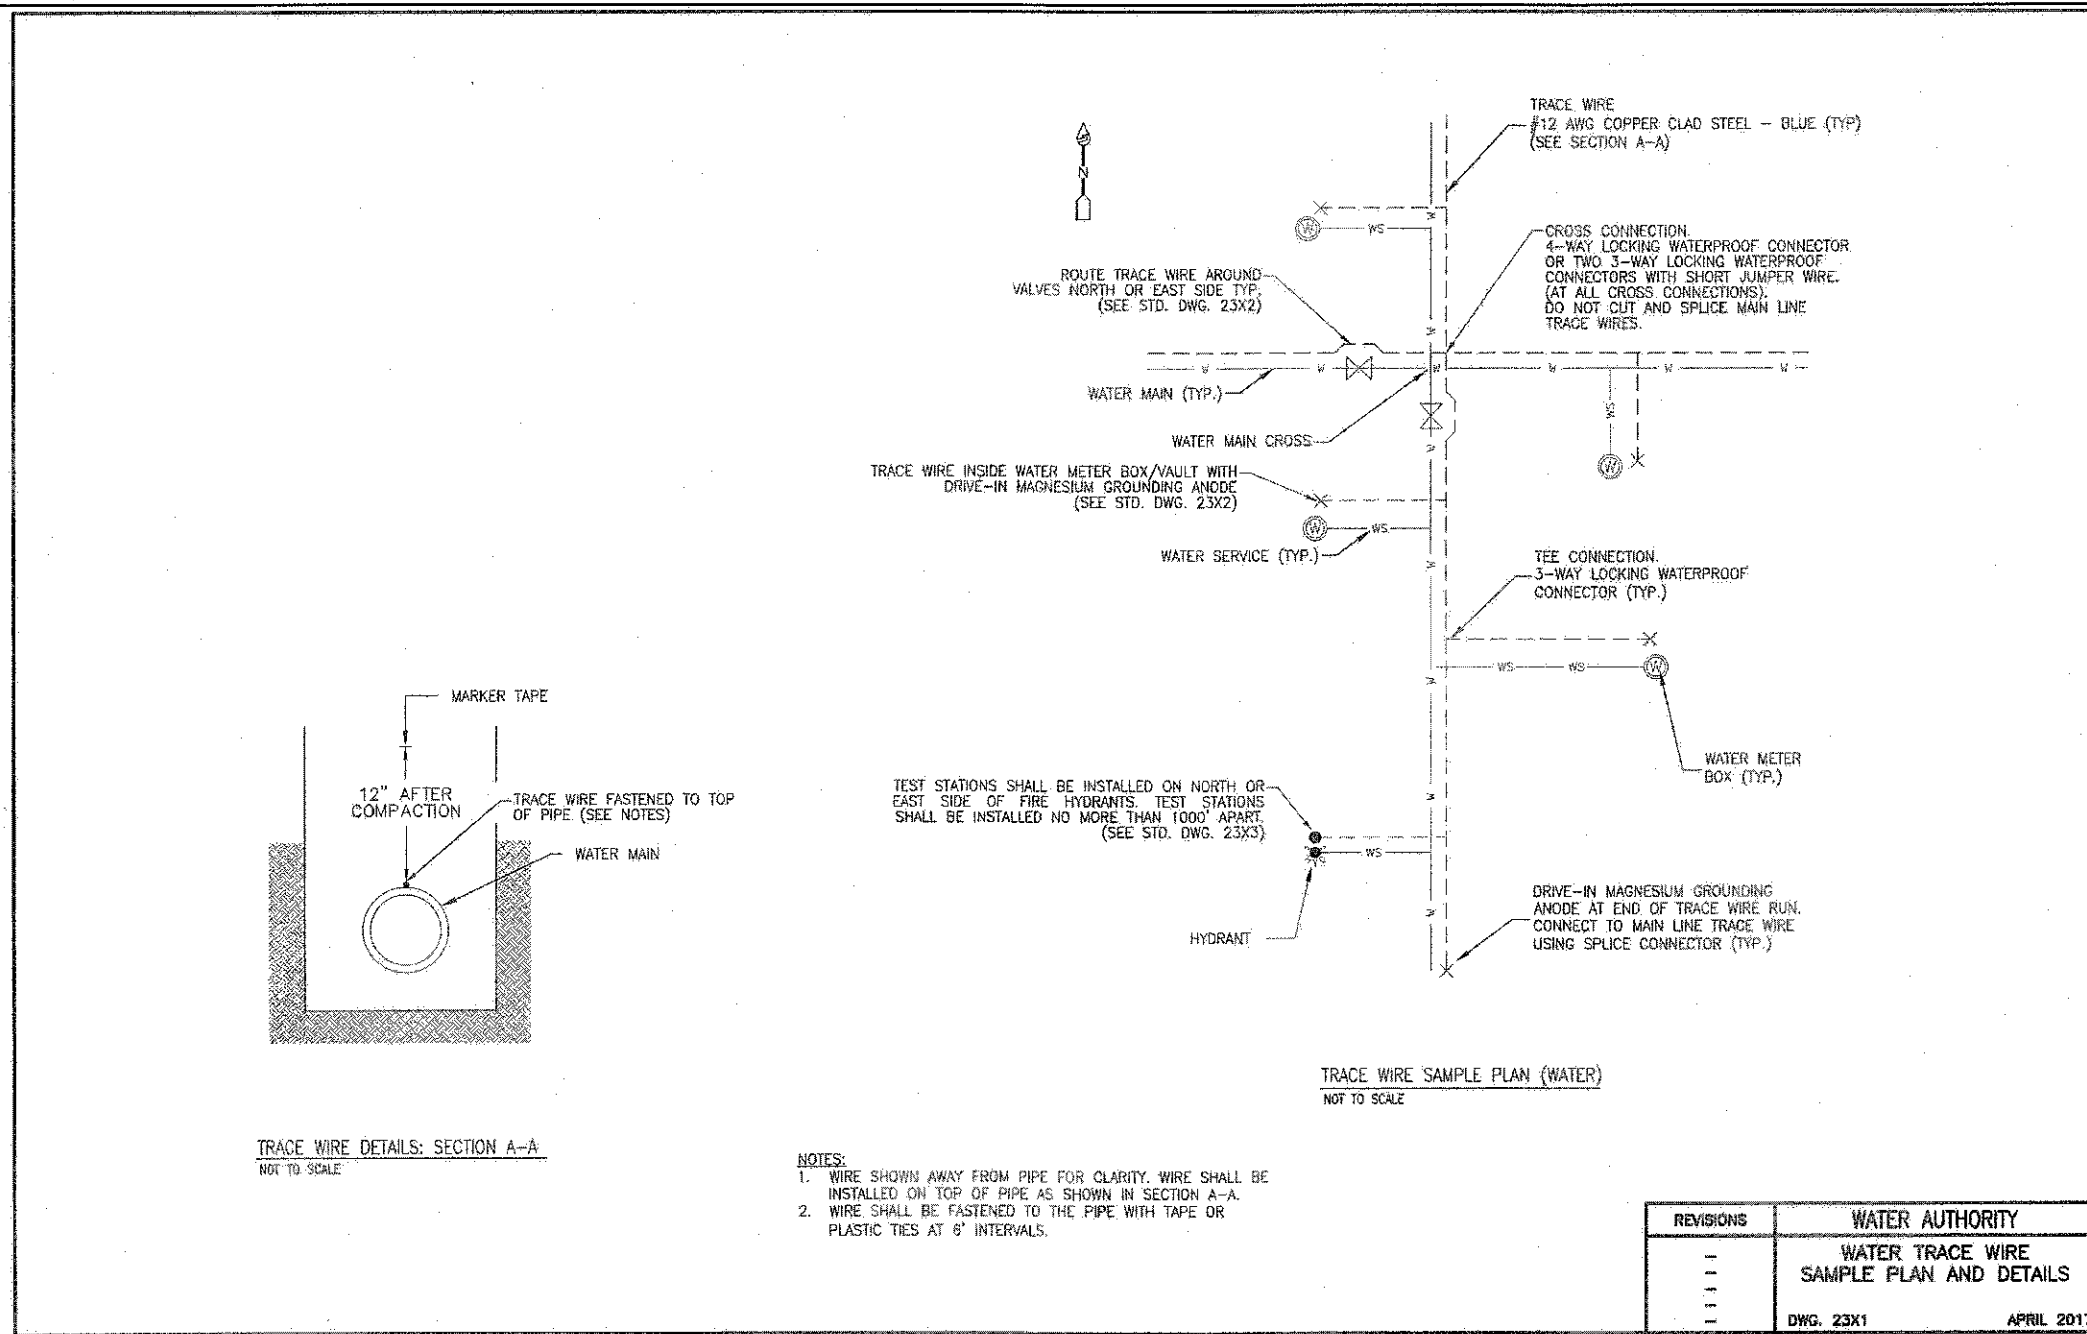 TRACE WIRE
#12 AWG COPPER CLAD STEEL - BLUE (TYP)
(SEE SECTION A-A)
N
W
WS
W
CROSS CONNECTION.
4-WAY LOCKING WATERPROOF CONNECTOR
OR TWO 3-WAY LOCKING WATERPROOF
CONNECTORS WITH SHORT JUMPER WIRE.
(AT ALL CROSS CONNECTIONS).
DO NOT CUT AND SPLICE MAIN LINE
TRACE WIRES.
ROUTE TRACE WIRE AROUND
VALVES NORTH OR EAST SIDE TYP.
(SEE STD. DWG. 23X2)
W
W
W
W
W
W
W
WATER MAIN (TYP.)
WS
WATER MAIN CROSS
W
W
TRACE WIRE INSIDE WATER METER BOX/VAULT WITH
DRIVE-IN MAGNESIUM GROUNDING ANODE
(SEE STD. DWG. 23X2)
W
WS
WATER SERVICE (TYP.)
W
TEE CONNECTION.
3-WAY LOCKING WATERPROOF
CONNECTOR (TYP.)
WS
WS
W
W
WATER METER
BOX (TYP.)
MARKER TAPE
12" AFTER
COMPACTION
TRACE WIRE FASTENED TO TOP
OF PIPE (SEE NOTES)
WATER MAIN
TEST STATIONS SHALL BE INSTALLED ON NORTH OR
EAST SIDE OF FIRE HYDRANTS. TEST STATIONS
SHALL BE INSTALLED NO MORE THAN 1000' APART.
(SEE STD. DWG. 23X3)
W
WS
W
HYDRANT
DRIVE-IN MAGNESIUM GROUNDING
ANODE AT END OF TRACE WIRE RUN.
CONNECT TO MAIN LINE TRACE WIRE
USING SPLICE CONNECTOR (TYP.)
TRACE WIRE SAMPLE PLAN (WATER)
NOT TO SCALE
TRACE WIRE DETAILS: SECTION A-A
NOT TO SCALE
NOTES:
1. WIRE SHOWN AWAY FROM PIPE FOR CLARITY. WIRE SHALL BE
INSTALLED ON TOP OF PIPE AS SHOWN IN SECTION A-A.
2. WIRE SHALL BE FASTENED TO THE PIPE WITH TAPE OR
PLASTIC TIES AT 6' INTERVALS.
REVISIONS
WATER AUTHORITY
WATER TRACE WIRE
SAMPLE PLAN AND DETAILS
DWG. 23X1
APRIL 2017